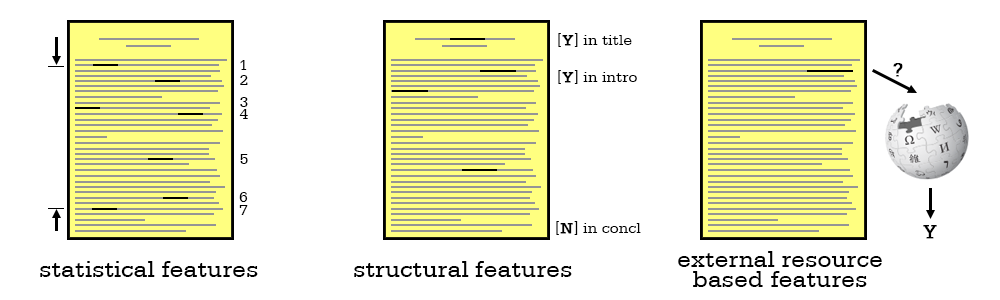 1
2
3
4
5
6
7
statistical features
[Y] in title
[Y] in intro
[N] in concl
structural features
?
Ω W И 維
Y
external resource
based features